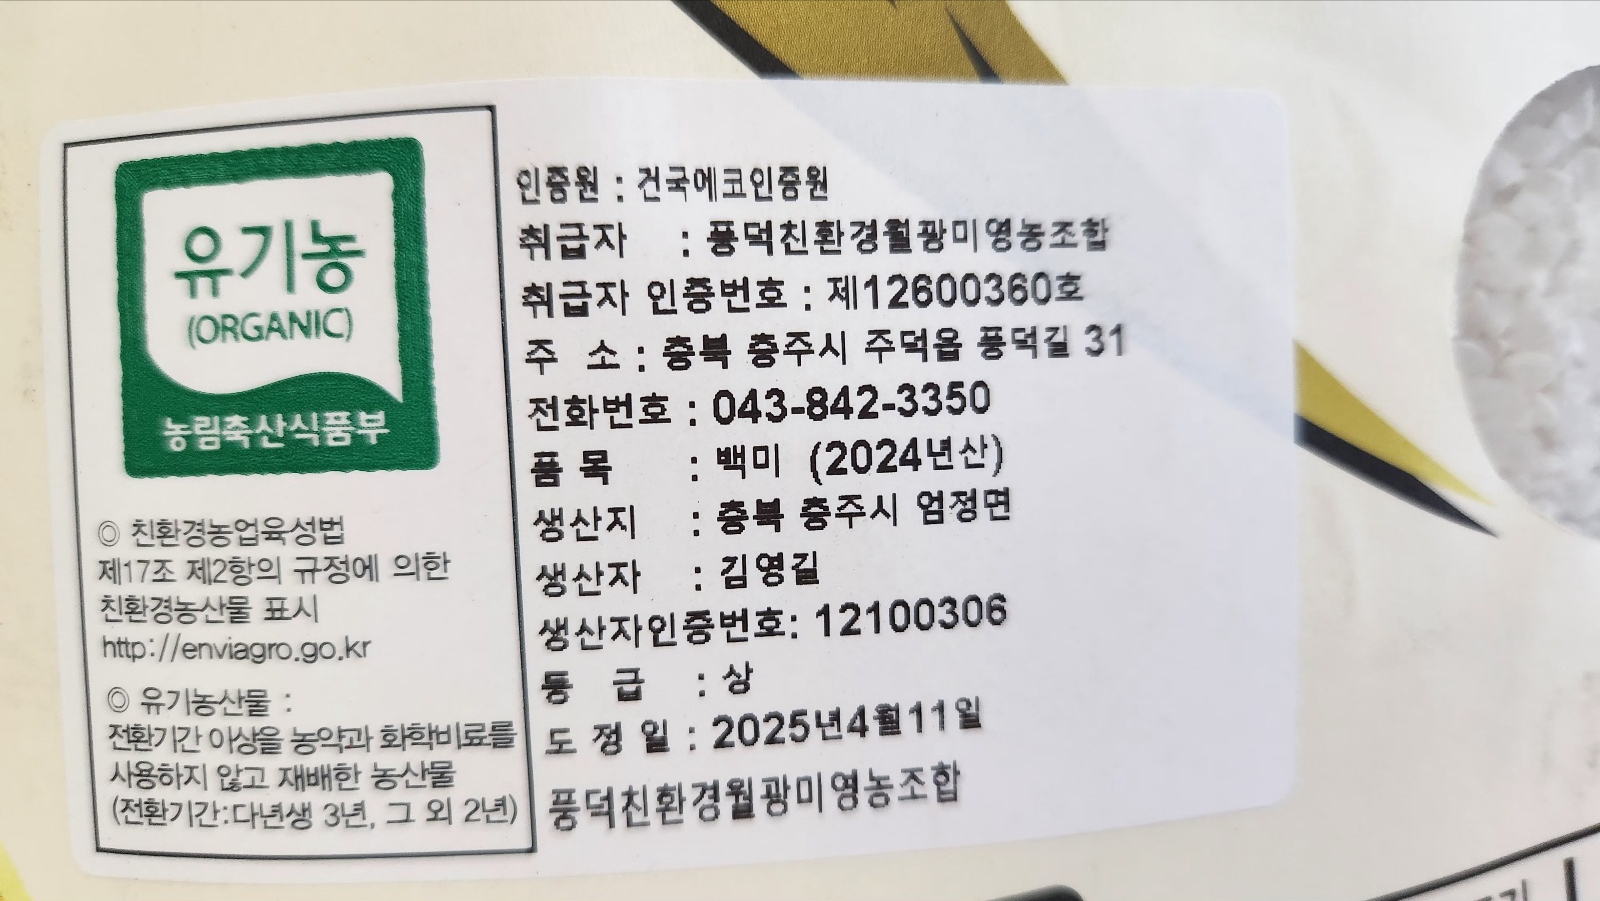 유기농
(ORGANIC)
농림축산식품부
◎ 친환경농업육성법
제17조 제2항의 규정에 의한
친환경농산물 표시
http://enviagro.go.kr
◎ 유기농산물 :
전환기간 이상을 농약과 화학비료를
사용하지 않고 재배한 농산물
(전환기간:다년생 3년, 그 외 2년)
인증원 : 건국에코인증원
취급자 : 풍덕친환경월광미영농조합
취급자 인증번호 : 제12600360호
주 소 : 충북 충주시 주덕읍 풍덕길 31
전화번호 : 043-842-3350
품 목 : 백미 (2024년산)
생산지 : 충북 충주시 엄정면
생산자 : 김영길
생산자인증번호: 12100306
등 급 : 상
도 정 일 : 2025년4월11일
풍덕친환경월광미영농조합